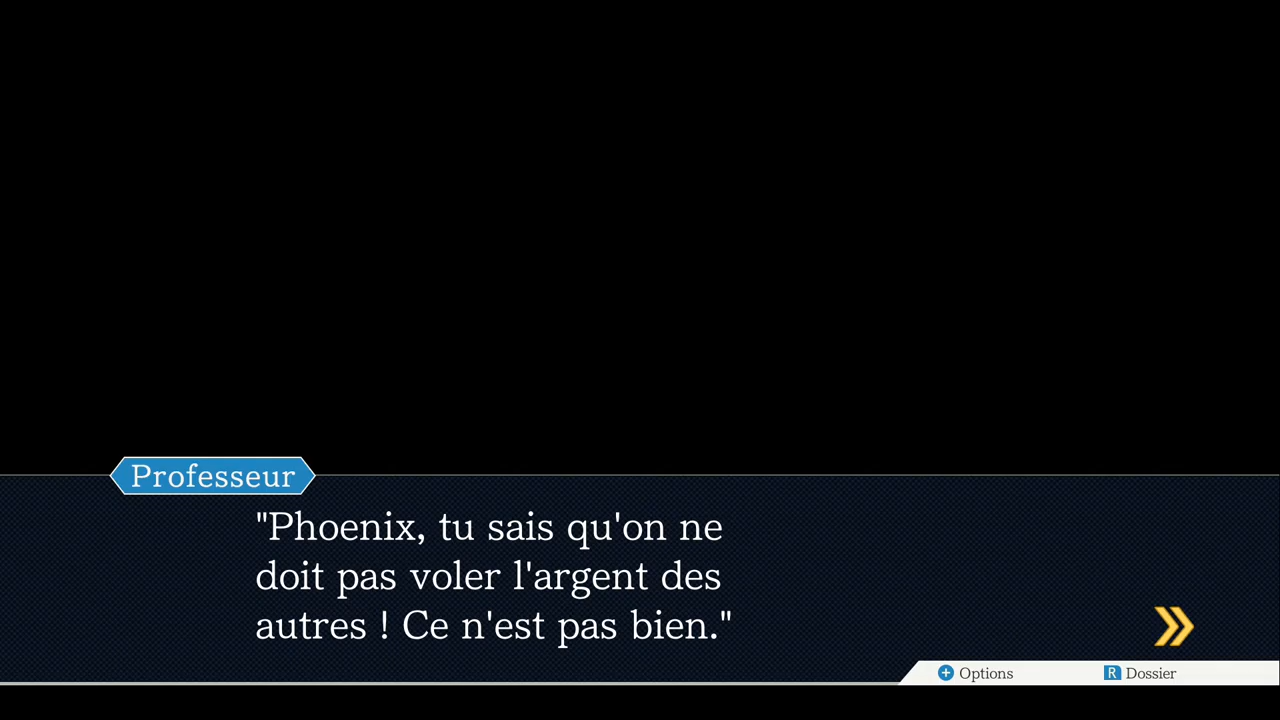 Professeur
"Phoenix, tu sais qu'on ne
doit pas voler l'argent des
autres ! Ce n'est pas bien."
+ Options
R Dossier